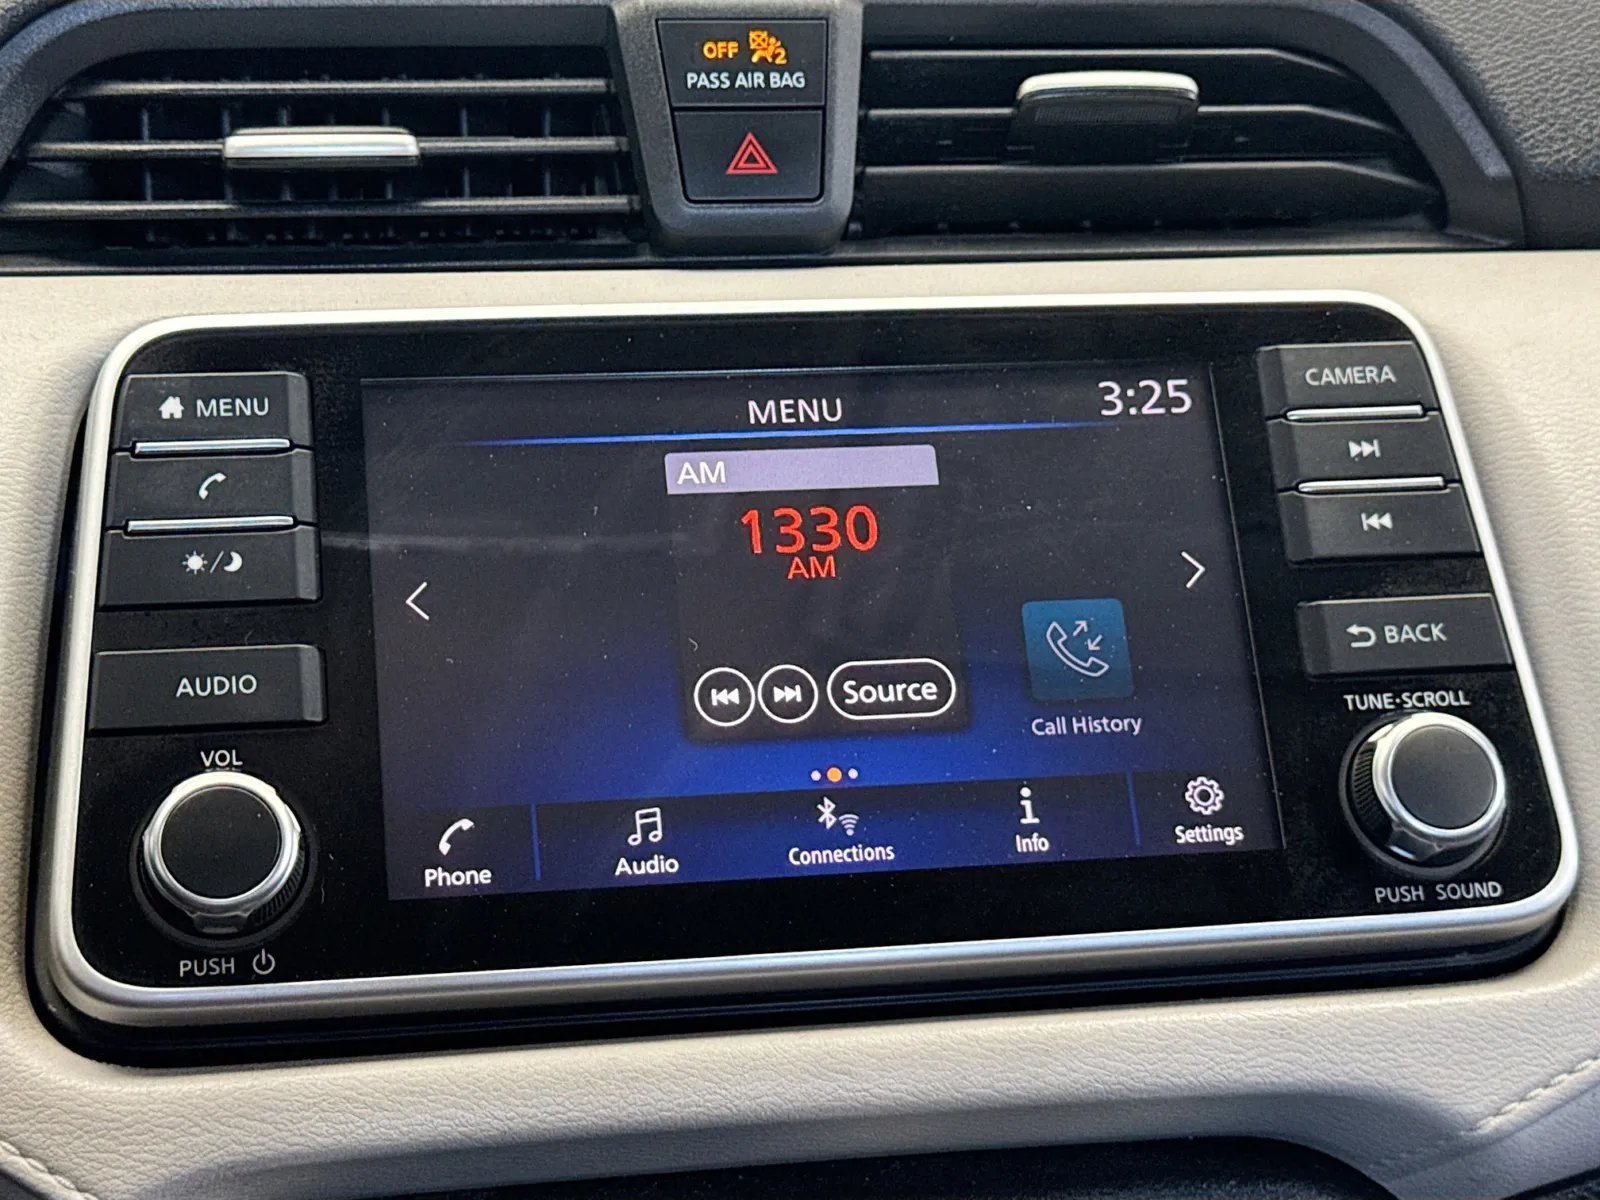 OFF 2
PASS AIR BAG
MENU
AUDIO
VOL
PUSH
MENU
3:25
AM
1330
AM
Source
Call History
Phone
Audio
Connections
Info
Settings
CAMERA
BACK
TUNE·SCROLL
PUSH SOUND